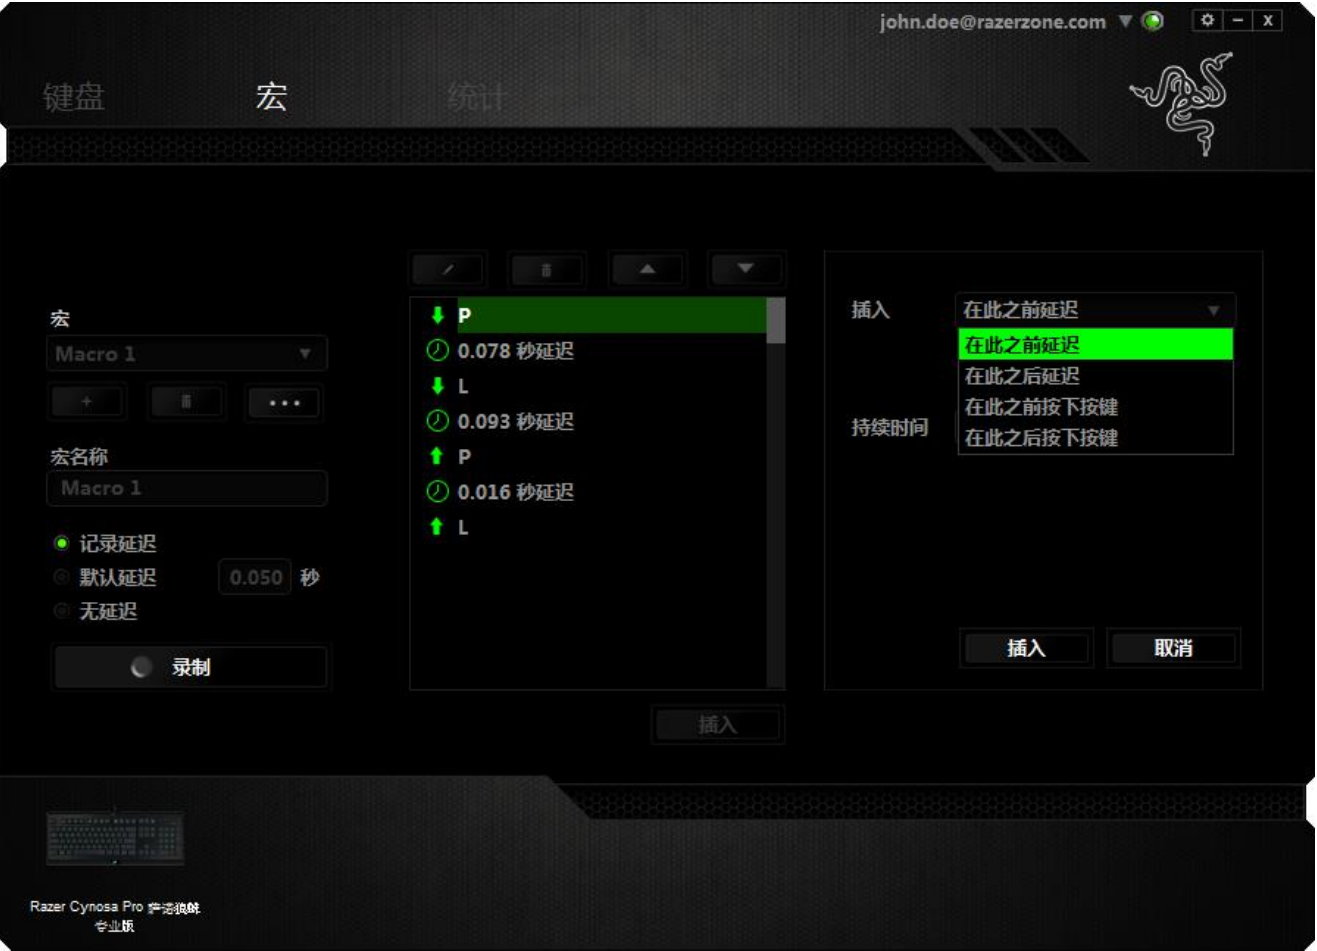 john.doe@razerzone.com
键盘
宏
统计
宏
Macro 1
宏名称
Macro 1
记录延迟
默认延迟 0.050 秒
无延迟
录制
P
0.078 秒延迟
L
0.093 秒延迟
P
0.016 秒延迟
L
插入
插入 在此之前延迟
在此之前延迟
在此之后延迟
在此之前按下按键
在此之后按下按键
持续时间
插入
取消
Razer Cynosa Pro 萨诺狼蛛
专业版